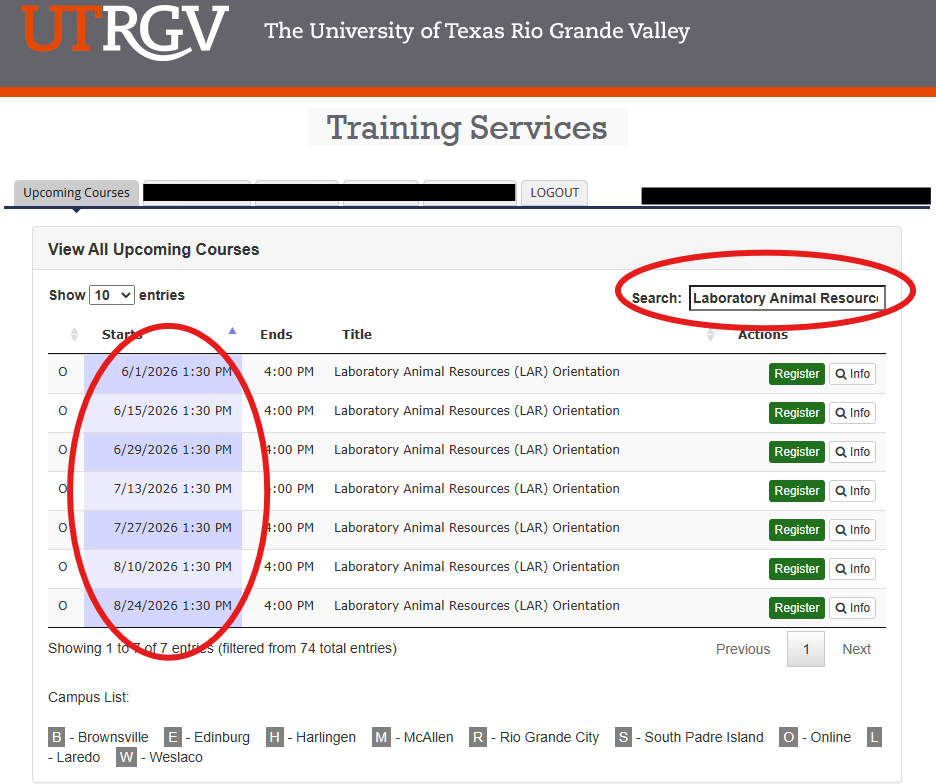 UTRGV The University of Texas Rio Grande Valley
Training Services
Upcoming Courses LOGOUT
View All Upcoming Courses
Show 10 entries Search: Laboratory Animal Resourc
Starts Ends Title Actions
O 6/1/2026 1:30 PM 4:00 PM Laboratory Animal Resources (LAR) Orientation Register Info
O 6/15/2026 1:30 PM 4:00 PM Laboratory Animal Resources (LAR) Orientation Register Info
O 6/29/2026 1:30 PM 4:00 PM Laboratory Animal Resources (LAR) Orientation Register Info
O 7/13/2026 1:30 PM 4:00 PM Laboratory Animal Resources (LAR) Orientation Register Info
O 7/27/2026 1:30 PM 4:00 PM Laboratory Animal Resources (LAR) Orientation Register Info
O 8/10/2026 1:30 PM 4:00 PM Laboratory Animal Resources (LAR) Orientation Register Info
O 8/24/2026 1:30 PM 4:00 PM Laboratory Animal Resources (LAR) Orientation Register Info
Showing 1 to 7 of 7 entries (filtered from 74 total entries) Previous 1 Next
Campus List:
B - Brownsville E - Edinburg H - Harlingen M - McAllen R - Rio Grande City S - South Padre Island O - Online L
- Laredo W - Weslaco